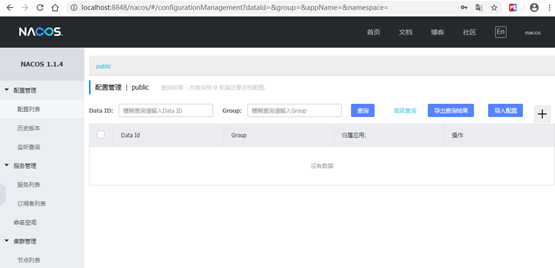 localhost:8848/nacos/#/configurationManagement?dataId=&group=&appName=&namespace=
NACOS. 首页 文档 博客 社区 En nacos
NACOS 1.1.4
配置管理
配置列表
历史版本
监听查询
服务管理
服务列表
订阅者列表
命名空间
集群管理
节点列表
public
配置管理 | public 查询结果：共查询到 0 条满足要求的配置。
Data ID: 模糊查询请输入Data ID Group: 模糊查询请输入Group 查询 高级查询 导出查询结果 导入配置 +
Data Id Group 归属应用: 操作
没有数据